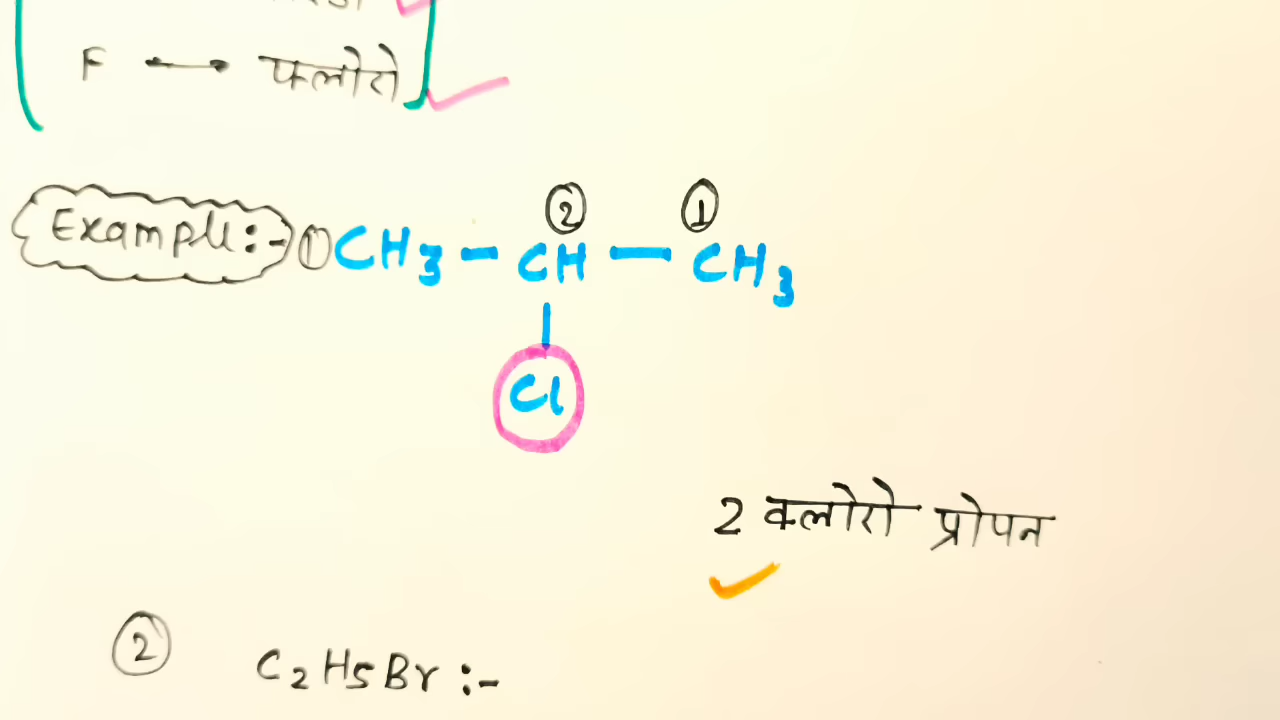 F ⟷ फ्लोरो
② ①
Example:- ① CH3 - CH - CH3
Cl
2 क्लोरो प्रोपन
② C2H5Br :-